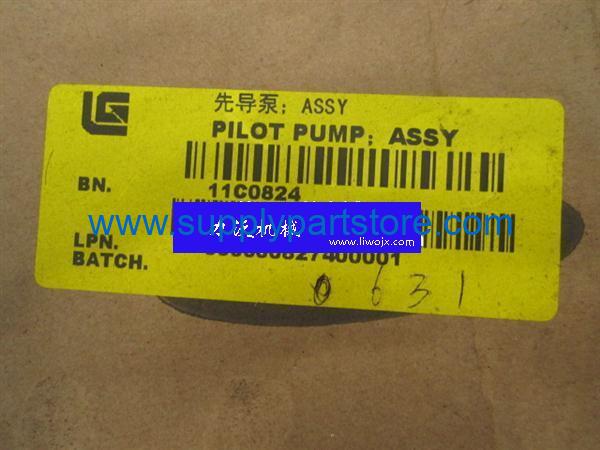 先导泵; ASSY
PILOT PUMP; ASSY
BN. 11C0824
www.supplypartstore.com
www.liwojx.com
LPN.
BATCH.
0631